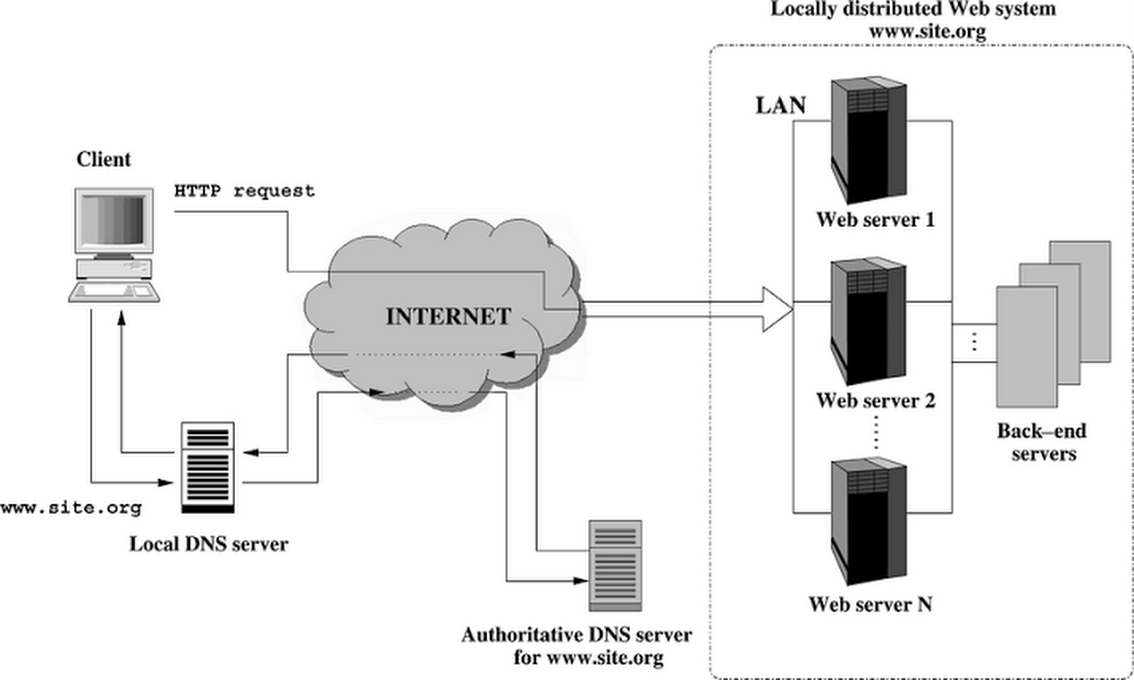 Locally distributed Web system
www.site.org
LAN
Client
HTTP request
Web server 1
INTERNET
Web server 2
Back–end
servers
www.site.org
Local DNS server
Web server N
Authoritative DNS server
for www.site.org